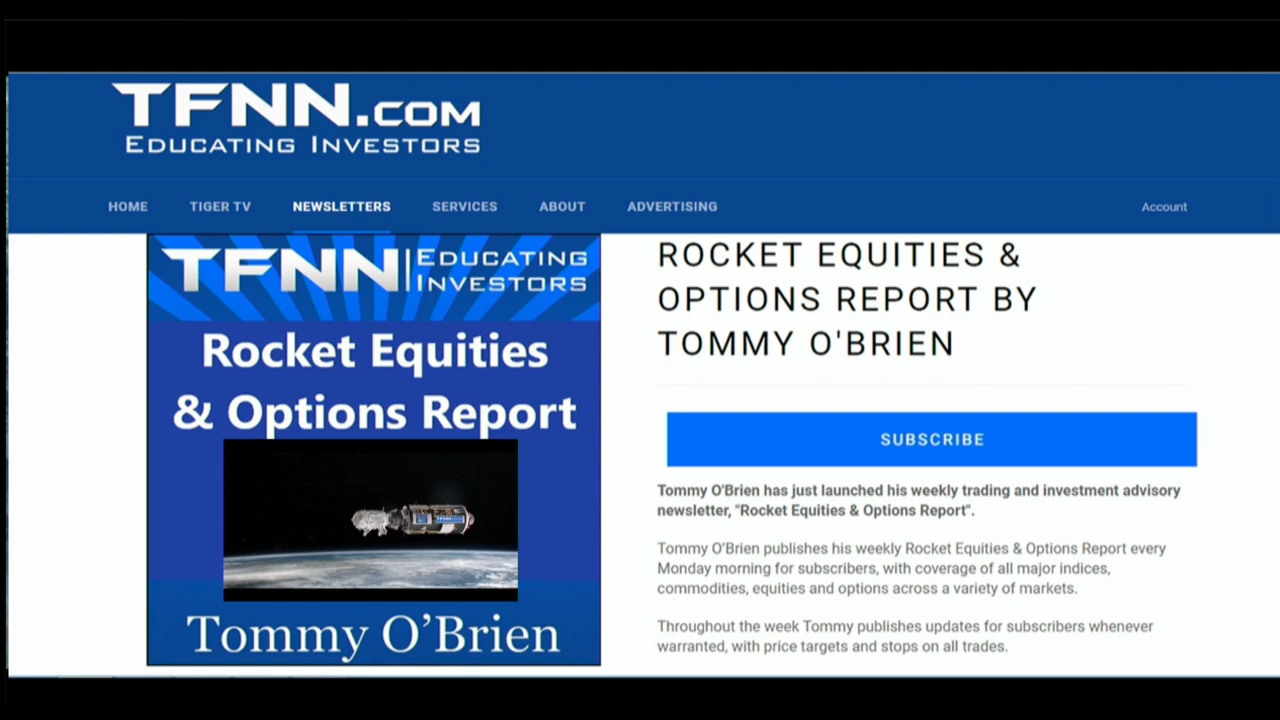 TFNN.COM
EDUCATING INVESTORS
HOME TIGER TV NEWSLETTERS SERVICES ABOUT ADVERTISING Account
TFNN EDUCATING
INVESTORS
Rocket Equities
& Options Report
TFNN
Tommy O’Brien
ROCKET EQUITIES &
OPTIONS REPORT BY
TOMMY O'BRIEN
SUBSCRIBE
Tommy O'Brien has just launched his weekly trading and investment advisory
newsletter, "Rocket Equities & Options Report".
Tommy O’Brien publishes his weekly Rocket Equities & Options Report every
Monday morning for subscribers, with coverage of all major indices,
commodities, equities and options across a variety of markets.
Throughout the week Tommy publishes updates for subscribers whenever
warranted, with price targets and stops on all trades.